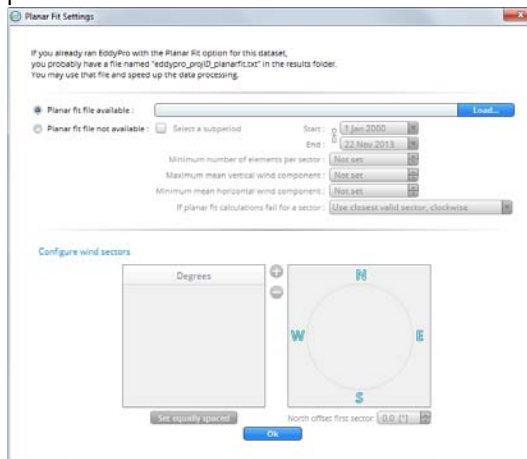 Planar Fit Settings
If you already ran EddyPro with the Planar Fit option for this dataset,
you probably have a file named "eddypro_projID_planarfit.txt" in the results folder.
You may use that file and speed up the data processing.
Planar fit file available : Load...
Planar fit file not available : Select a subperiod Start : 1 Jan 2000
End : 22 Nov 2013
Minimum number of elements per sector : Not set
Maximum mean vertical wind component : Not set
Minimum mean horizontal wind component : Not set
If planar fit calculations fail for a sector : Use closest valid sector, clockwise
Configure wind sectors
Degrees
N
W E
S
Set equally spaced North offset first sector: 0.0 [°]
Ok